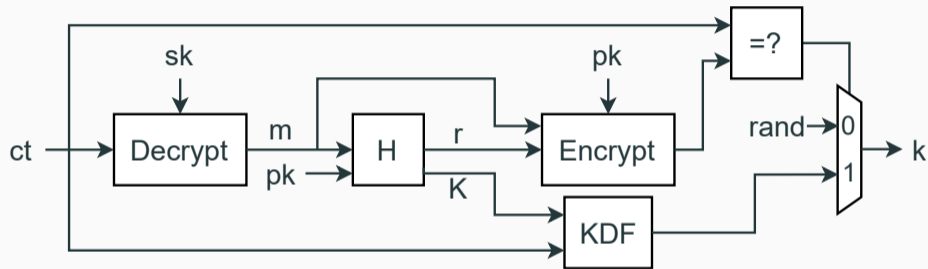 =?
sk
pk
rand
0
ct
Decrypt
m
H
r
Encrypt
k
pk
K
1
KDF